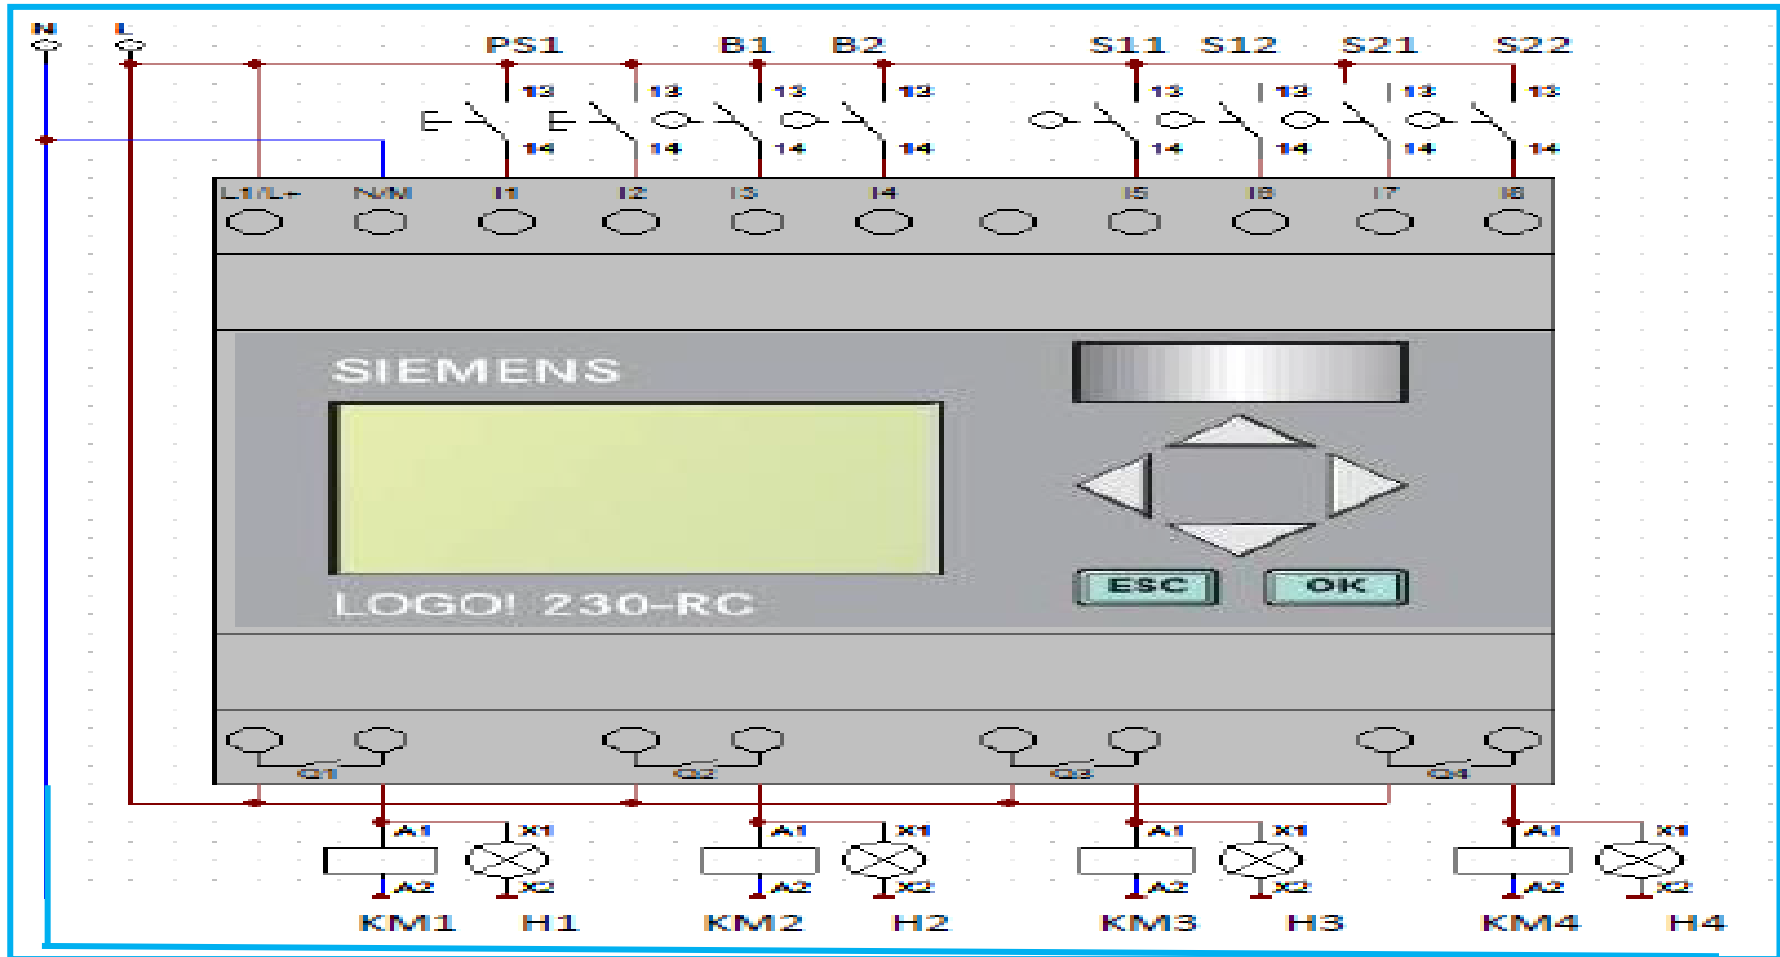 N L
PS1 B1 B2 S11 S12 S21 S22
13 13 13 13 13 13 13 13
14 14 14 14 14 14 14 14
L1/L+ N/M I1 I2 I3 I4 I5 I6 I7 I8
SIEMENS
ESC OK
LOGO! 230-RC
Q1 Q2 Q3 Q4
A1 X1 A1 X1 A1 X1 A1 X1
A2 X2 A2 X2 A2 X2 A2 X2
KM1 H1 KM2 H2 KM3 H3 KM4 H4